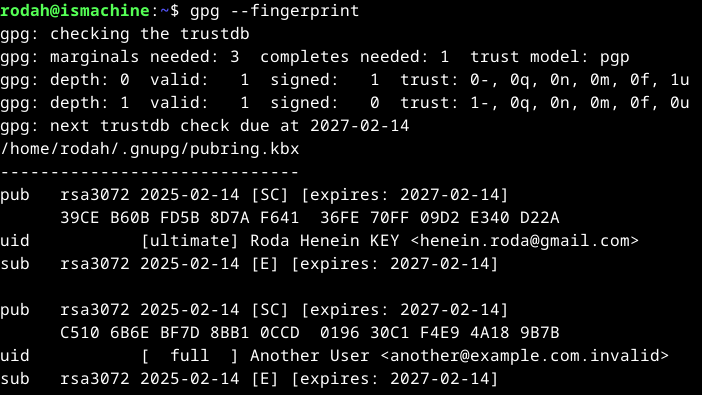 rodah@ismachine:~$ gpg --fingerprint
gpg: checking the trustdb
gpg: marginals needed: 3  completes needed: 1  trust model: pgp
gpg: depth: 0  valid:   1  signed:   1  trust: 0-, 0q, 0n, 0m, 0f, 1u
gpg: depth: 1  valid:   1  signed:   0  trust: 1-, 0q, 0n, 0m, 0f, 0u
gpg: next trustdb check due at 2027-02-14
/home/rodah/.gnupg/pubring.kbx
------------------------------
pub   rsa3072 2025-02-14 [SC] [expires: 2027-02-14]
      39CE B60B FD5B 8D7A F641  36FE 70FF 09D2 E340 D22A
uid           [ultimate] Roda Henein KEY <henein.roda@gmail.com>
sub   rsa3072 2025-02-14 [E] [expires: 2027-02-14]

pub   rsa3072 2025-02-14 [SC] [expires: 2027-02-14]
      C510 6B6E BF7D 8BB1 0CCD  0196 30C1 F4E9 4A18 9B7B
uid           [  full  ] Another User <another@example.com.invalid>
sub   rsa3072 2025-02-14 [E] [expires: 2027-02-14]